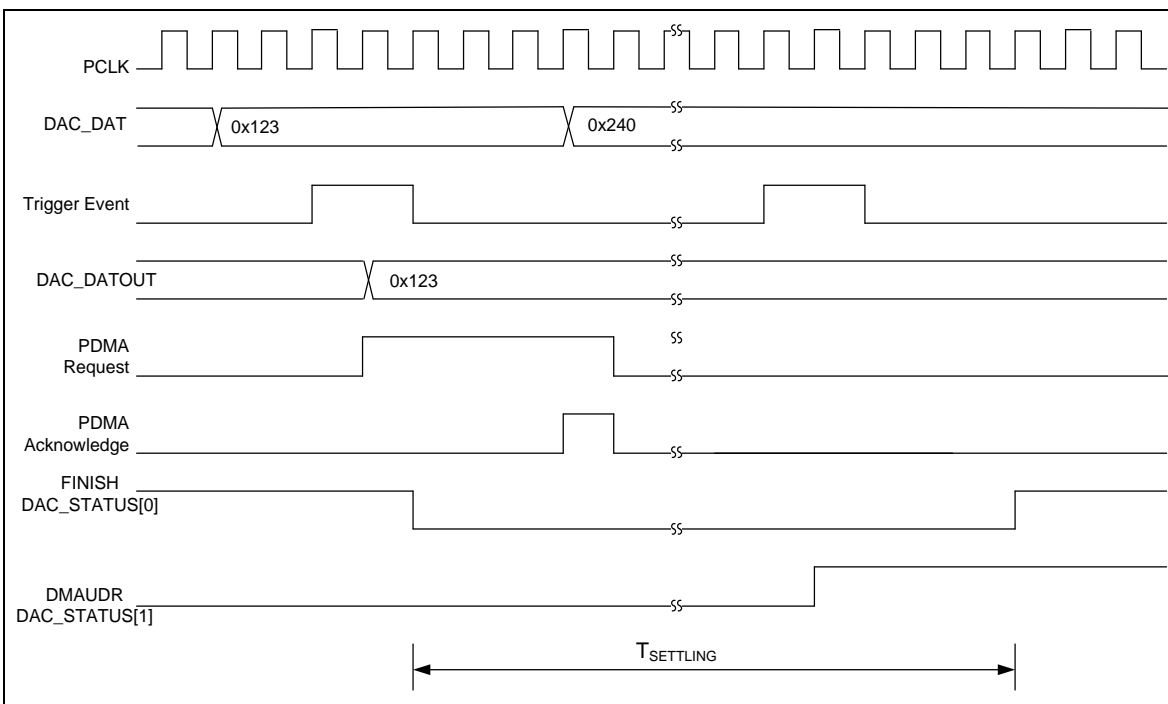 PCLK
DAC_DAT
0x123
0x240
Trigger Event
DAC_DATOUT
0x123
PDMA
Request
PDMA
Acknowledge
FINISH
DAC_STATUS[0]
DMAUDR
DAC_STATUS[1]
TSETTLING